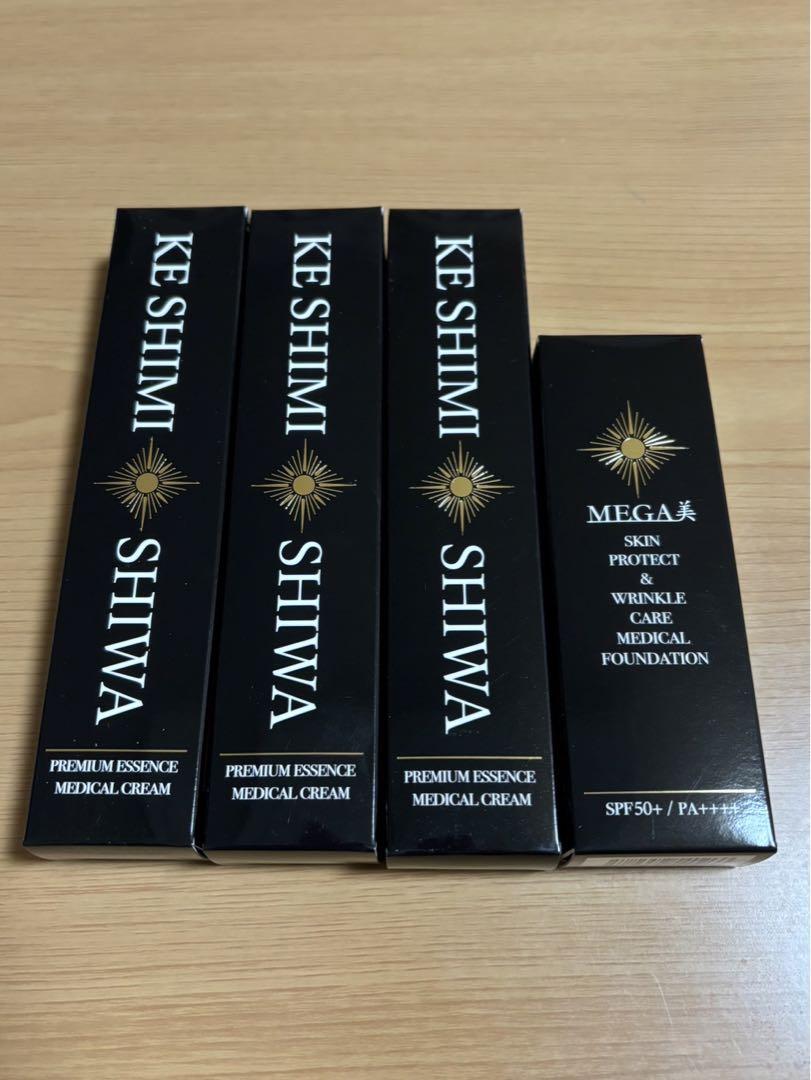 KE SHIMI SHIWA
PREMIUM ESSENCE
MEDICAL CREAM
KE SHIMI SHIWA
PREMIUM ESSENCE
MEDICAL CREAM
KE SHIMI SHIWA
PREMIUM ESSENCE
MEDICAL CREAM
MEGA美
SKIN
PROTECT
&
WRINKLE
CARE
MEDICAL
FOUNDATION
SPF50+ / PA++++